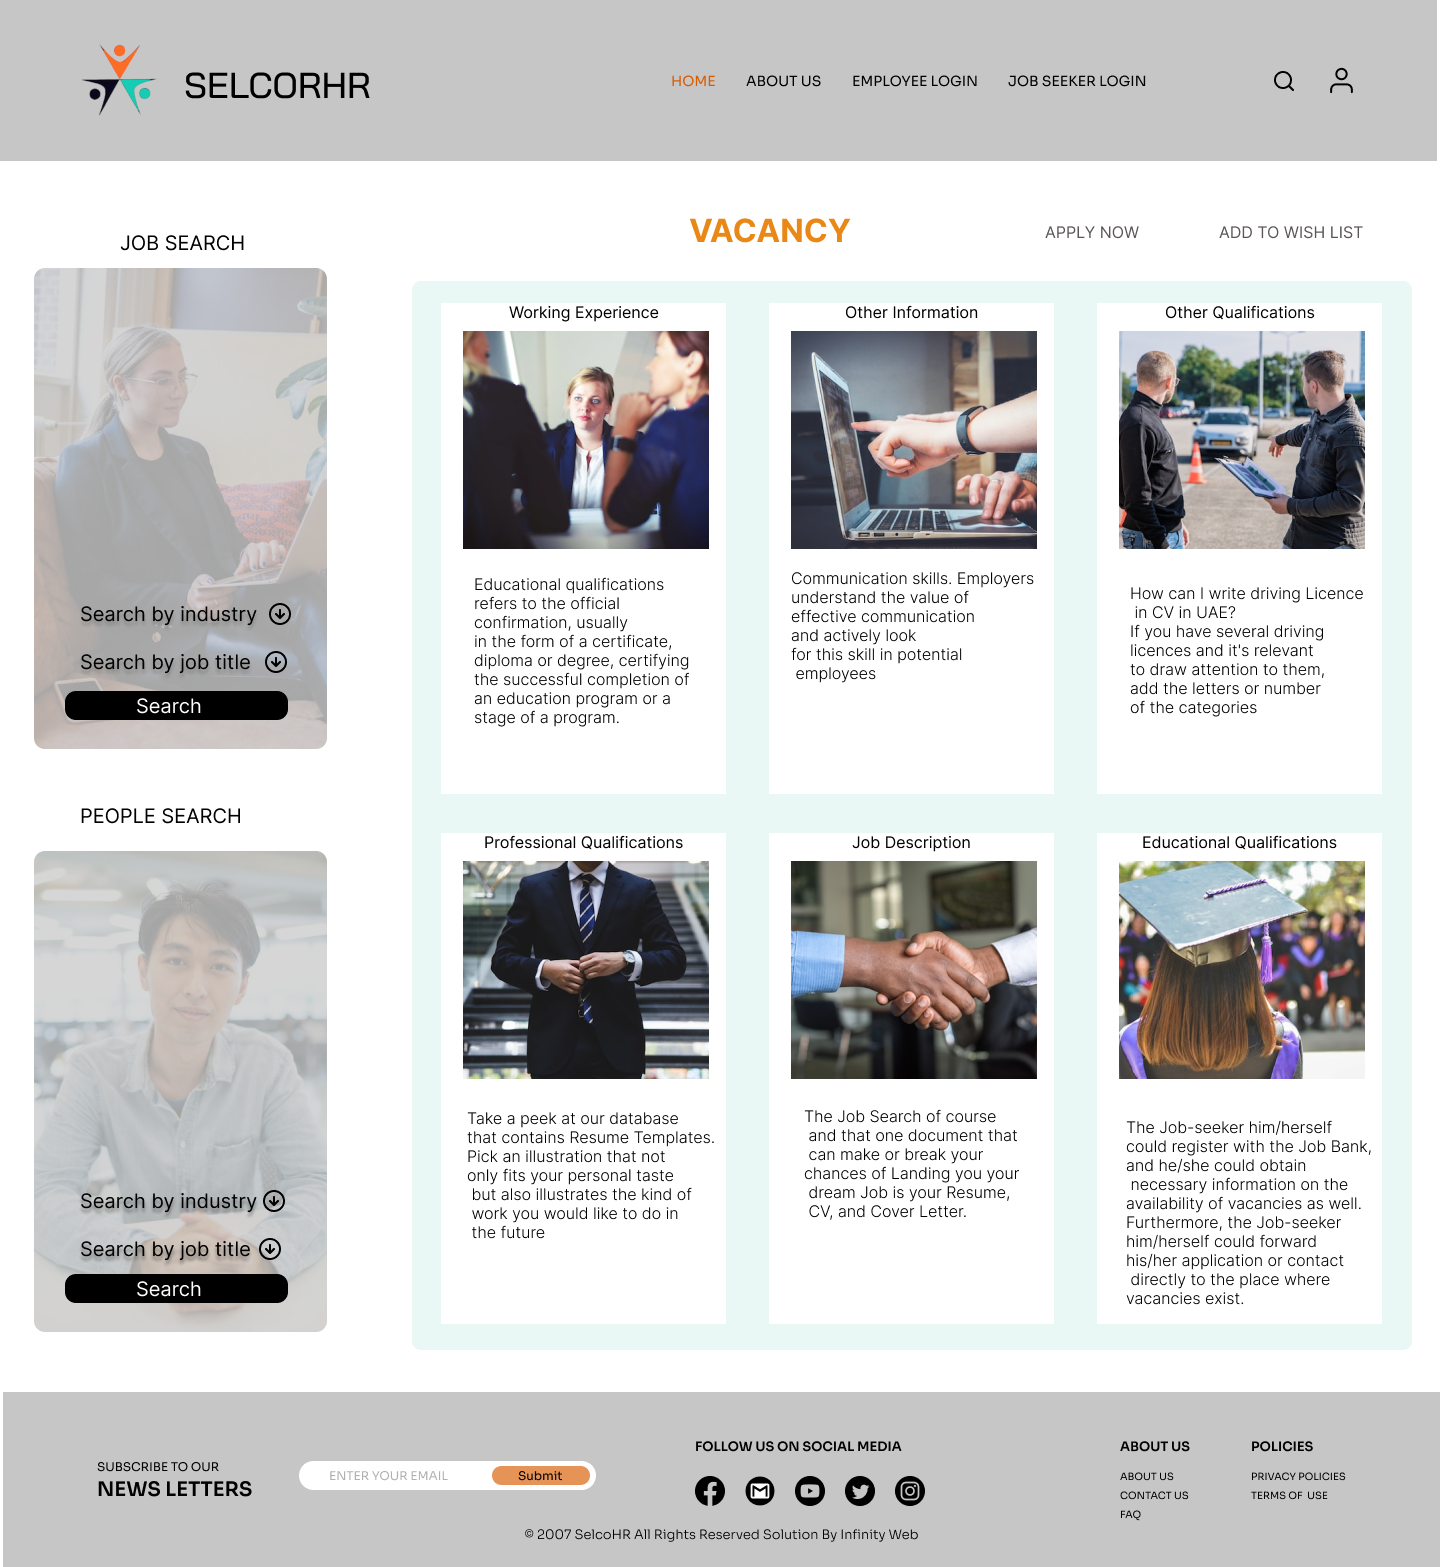 SELCORHR
HOME ABOUT US EMPLOYEE LOGIN JOB SEEKER LOGIN
VACANCY
APPLY NOW ADD TO WISH LIST
JOB SEARCH
Search by industry
Search by job title
Search
PEOPLE SEARCH
Search by industry
Search by job title
Search
Working Experience
Educational qualifications
refers to the official
confirmation, usually
in the form of a certificate,
diploma or degree, certifying
the successful completion of
an education program or a
stage of a program.
Other Information
Communication skills. Employers
understand the value of
effective communication
and actively look
for this skill in potential
employees
Other Qualifications
How can I write driving Licence
in CV in UAE?
If you have several driving
licences and it's relevant
to draw attention to them,
add the letters or number
of the categories
Professional Qualifications
Take a peek at our database
that contains Resume Templates.
Pick an illustration that not
only fits your personal taste
but also illustrates the kind of
work you would like to do in
the future
Job Description
The Job Search of course
and that one document that
can make or break your
chances of Landing you your
dream Job is your Resume,
CV, and Cover Letter.
Educational Qualifications
The Job-seeker him/herself
could register with the Job Bank,
and he/she could obtain
necessary information on the
availability of vacancies as well.
Furthermore, the Job-seeker
him/herself could forward
his/her application or contact
directly to the place where
vacancies exist.
SUBSCRIBE TO OUR
NEWS LETTERS
ENTER YOUR EMAIL Submit
FOLLOW US ON SOCIAL MEDIA
ABOUT US
ABOUT US
CONTACT US
FAQ
POLICIES
PRIVACY POLICIES
TERMS OF USE
© 2007 SelcoHR All Rights Reserved Solution By Infinity Web